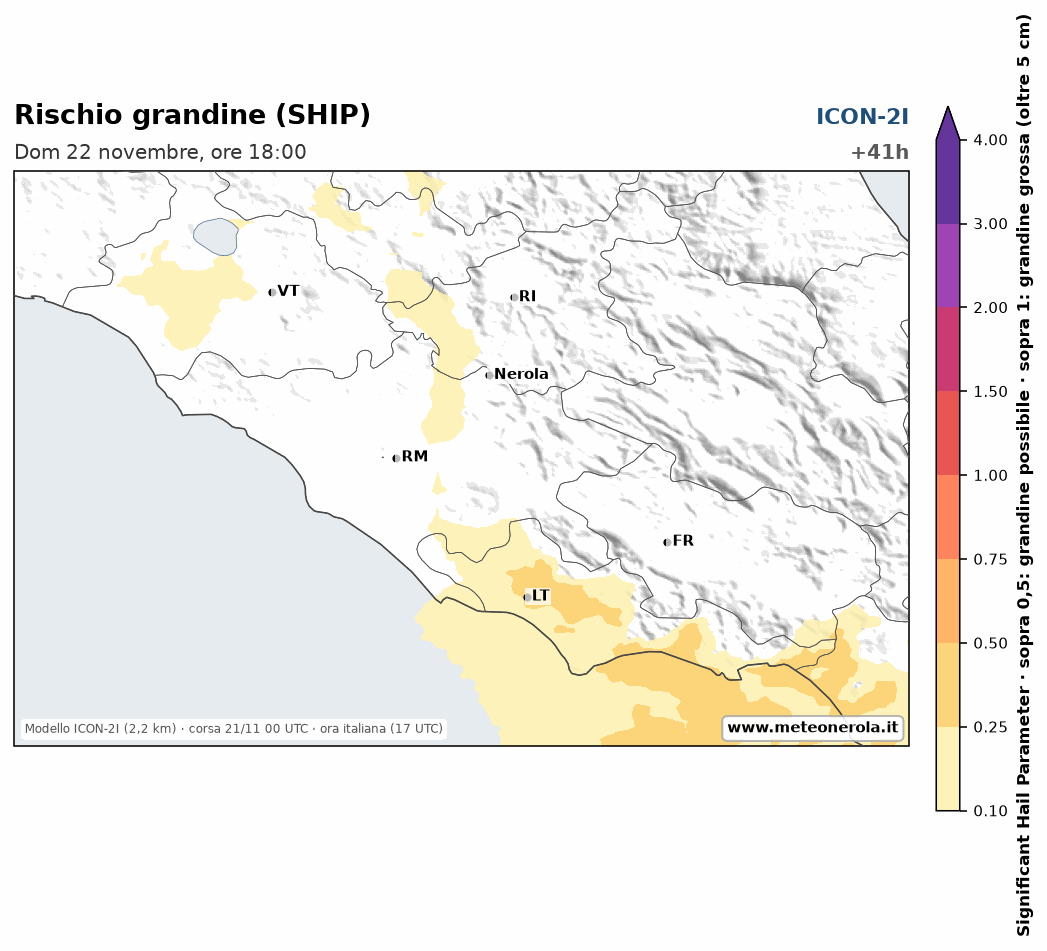 Rischio grandine (SHIP)
ICON-2I
Dom 22 novembre, ore 18:00
+41h
VT
RI
Nerola
RM
FR
LT
Modello ICON-2I (2,2 km) · corsa 21/11 00 UTC · ora italiana (17 UTC)
www.meteonerola.it
4.00
3.00
2.00
1.50
1.00
0.75
0.50
0.25
0.10
Significant Hail Parameter · sopra 0,5: grandine possibile · sopra 1: grandine grossa (oltre 5 cm)